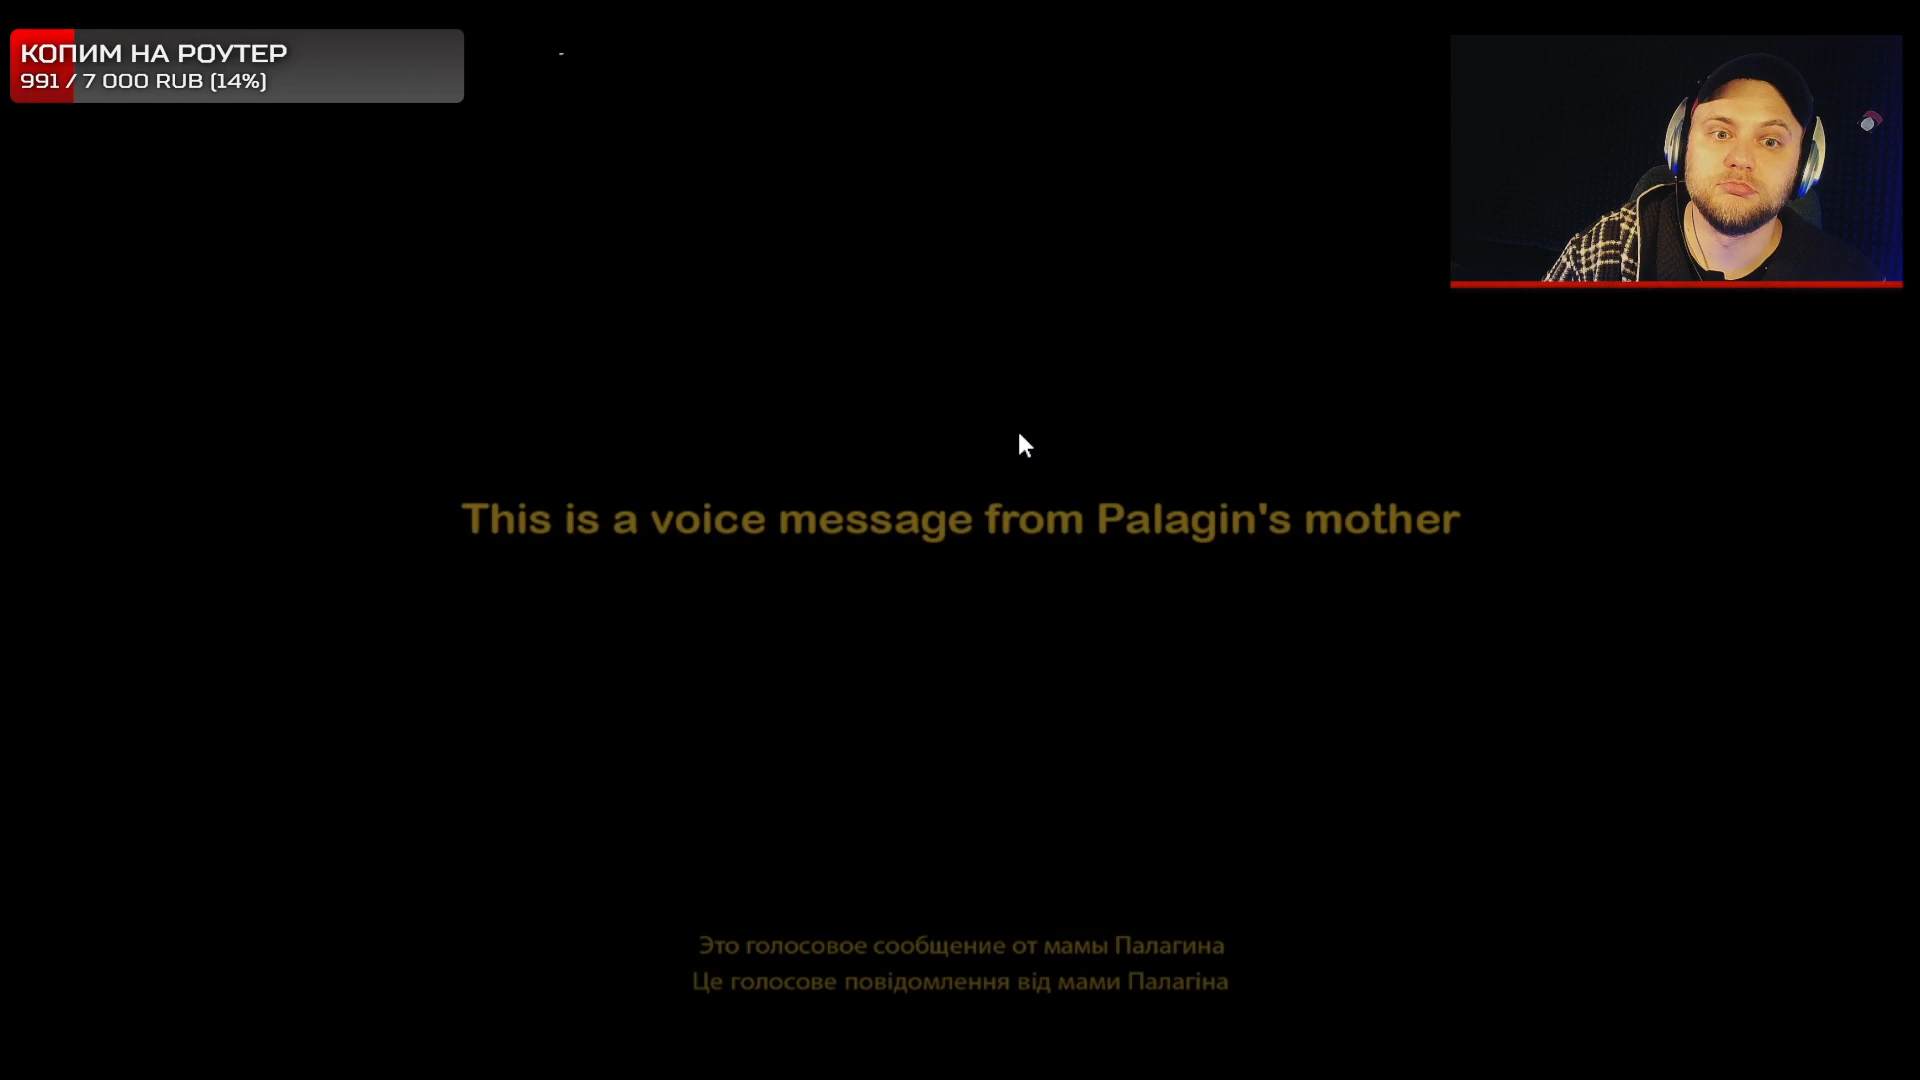 КОПИМ НА РОУТЕР
991 / 7 000 RUB (14%)
This is a voice message from Palagin's mother
Это голосовое сообщение от мамы Палагина
Це голосове повідомлення від мами Палагіна